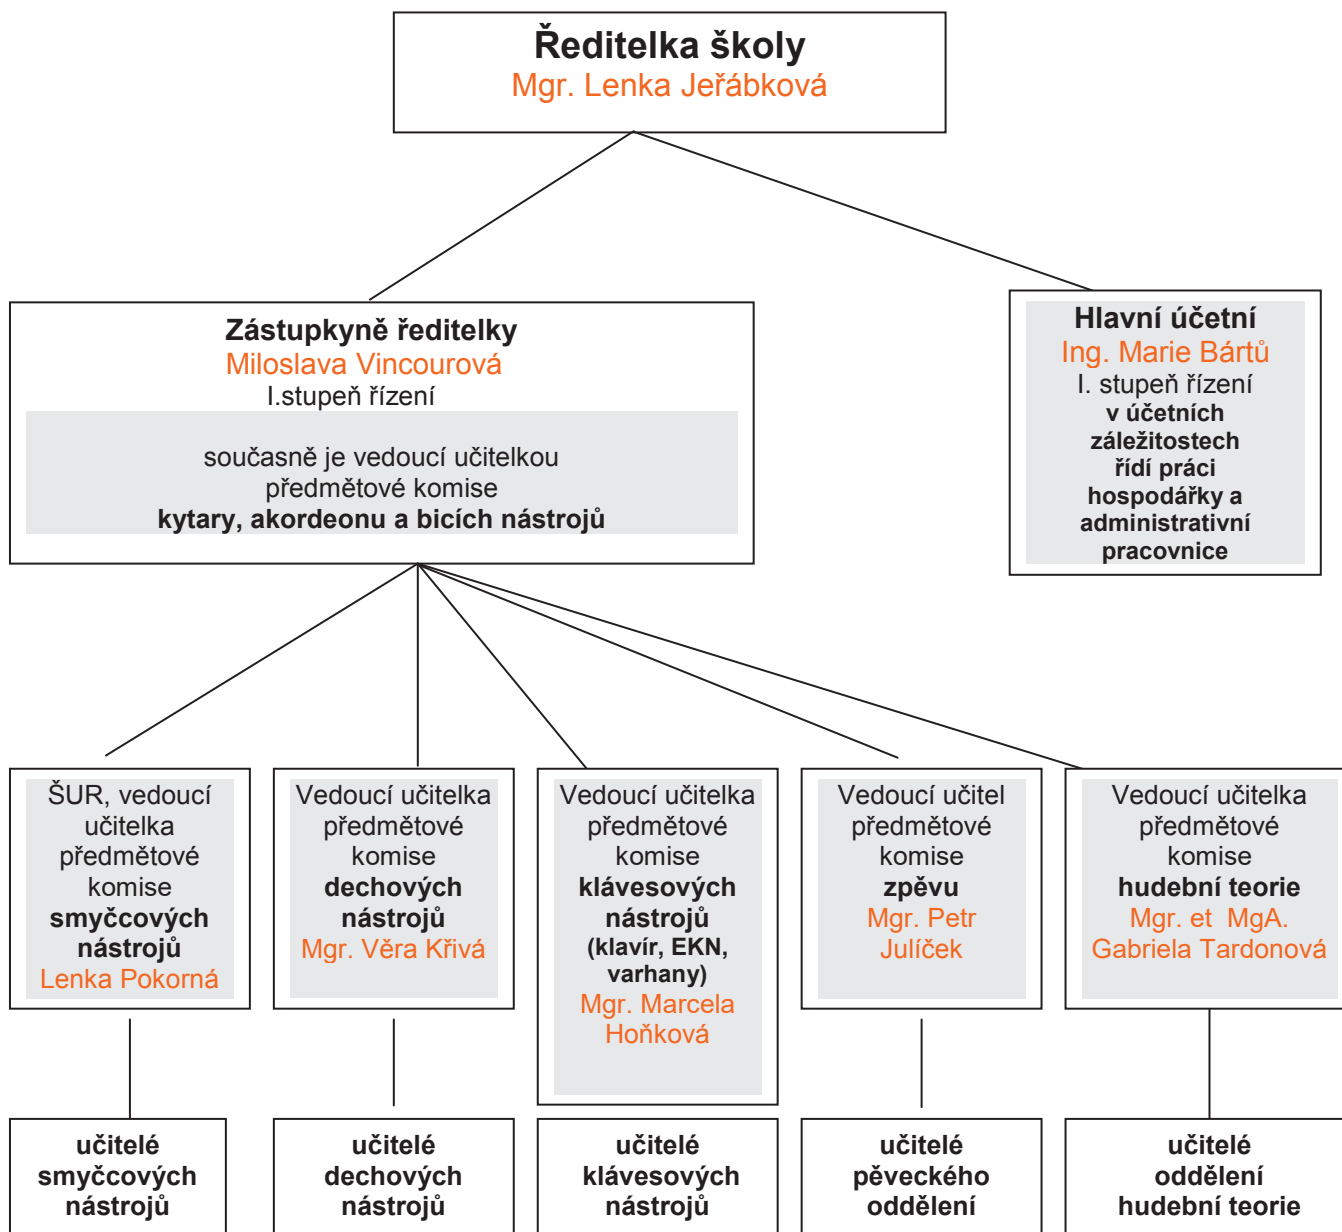 Ředitelka školy
Mgr. Lenka Jeřábková
Zástupkyně ředitelky
Miloslava Vincourová
I.stupeň řízení
současně je vedoucí učitelkou
předmětové komise
kytary, akordeonu a bicích nástrojů
Hlavní účetní
Ing. Marie Bártů
I. stupeň řízení
v účetních
záležitostech
řídí práci
hospodářky a
administrativní
pracovnice
ŠUR, vedoucí
učitelka
předmětové
komise
smyčcových
nástrojů
Lenka Pokorná
Vedoucí učitelka
předmětové
komise
dechových
nástrojů
Mgr. Věra Křivá
Vedoucí učitelka
předmětové
komise
klávesových
nástrojů
(klavír, EKN,
varhany)
Mgr. Marcela
Hoňková
Vedoucí učitel
předmětové
komise
zpěvu
Mgr. Petr
Julíček
Vedoucí učitelka
předmětové
komise
hudební teorie
Mgr. et MgA.
Gabriela Tardonová
učitelé
smyčcových
nástrojů
učitelé
dechových
nástrojů
učitelé
klávesových
nástrojů
učitelé
pěveckého
oddělení
učitelé
oddělení
hudební teorie